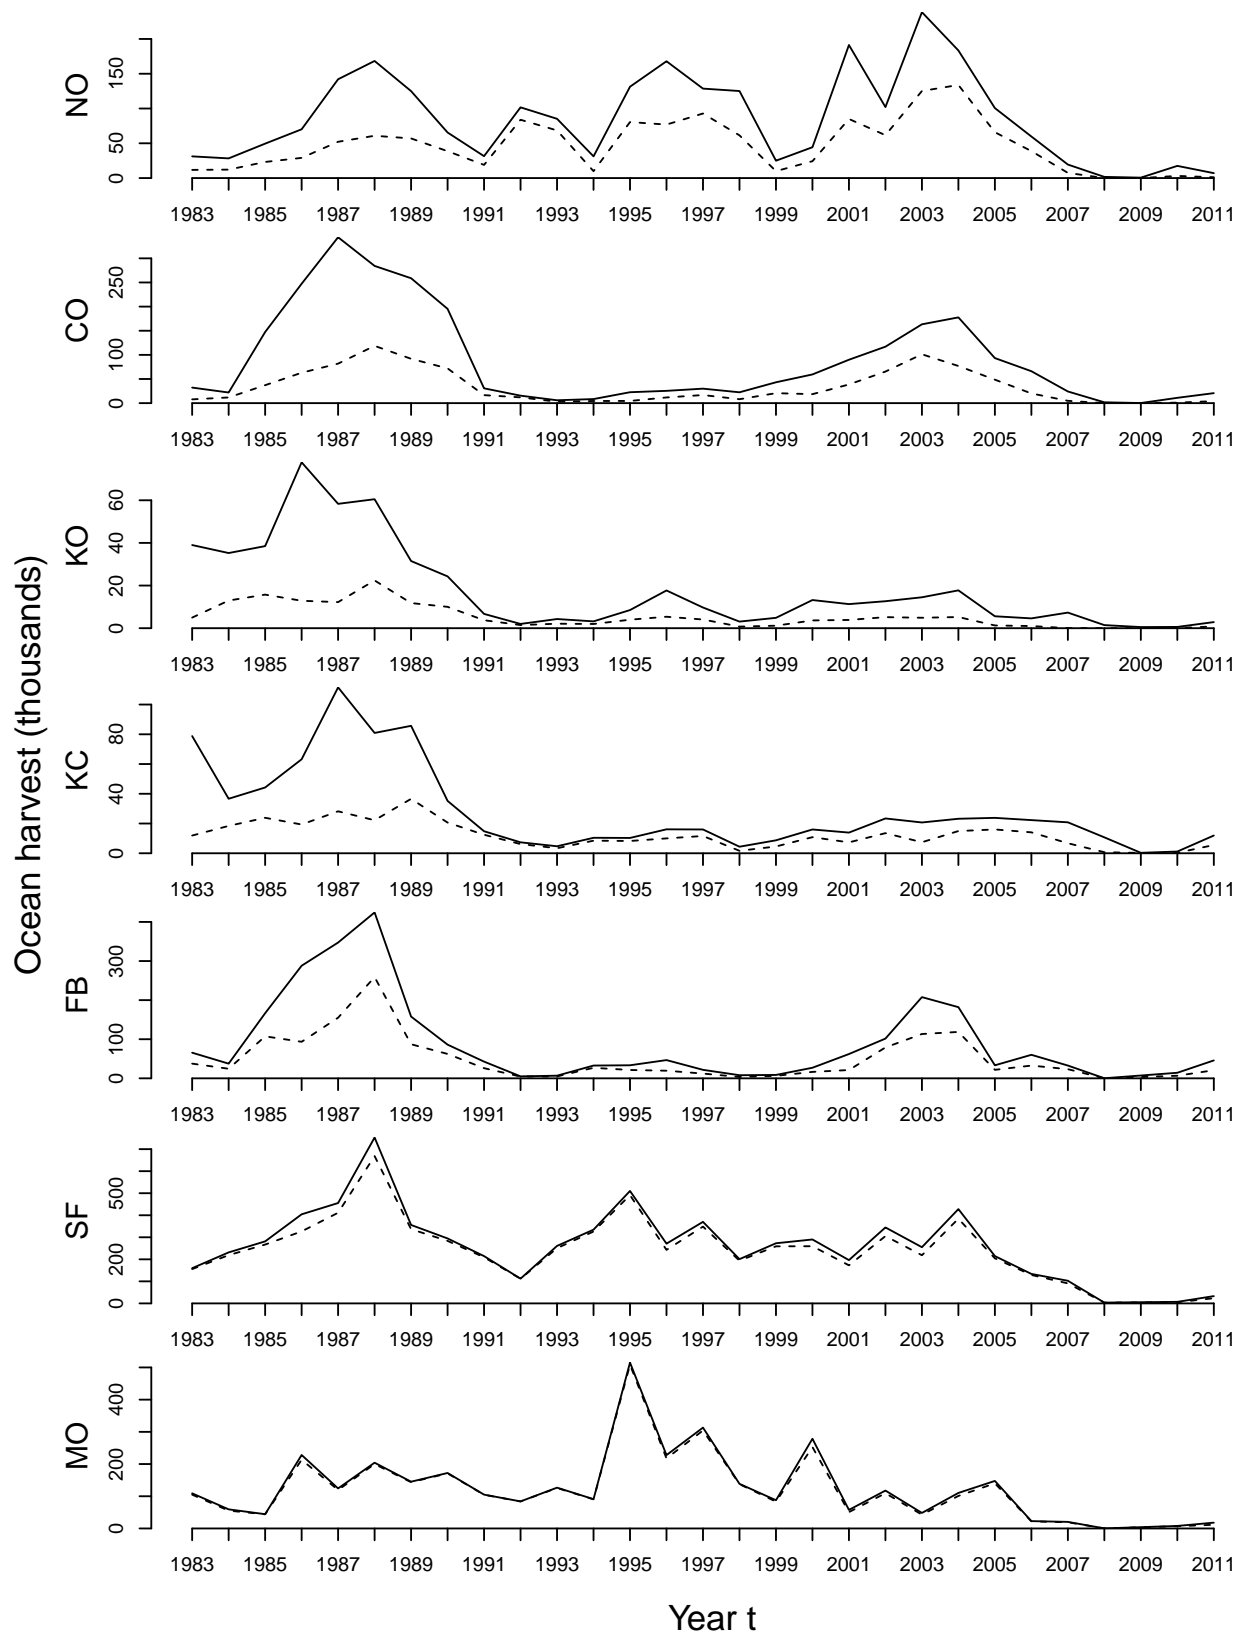 Ocean harvest (thousands)
NO
0 50 150
1983 1985 1987 1989 1991 1993 1995 1997 1999 2001 2003 2005 2007 2009 2011
CO
0 100 250
1983 1985 1987 1989 1991 1993 1995 1997 1999 2001 2003 2005 2007 2009 2011
KO
0 20 40 60
1983 1985 1987 1989 1991 1993 1995 1997 1999 2001 2003 2005 2007 2009 2011
KC
0 40 80
1983 1985 1987 1989 1991 1993 1995 1997 1999 2001 2003 2005 2007 2009 2011
FB
0 100 300
1983 1985 1987 1989 1991 1993 1995 1997 1999 2001 2003 2005 2007 2009 2011
SF
0 200 500
1983 1985 1987 1989 1991 1993 1995 1997 1999 2001 2003 2005 2007 2009 2011
MO
0 200 400
1983 1985 1987 1989 1991 1993 1995 1997 1999 2001 2003 2005 2007 2009 2011
Year t